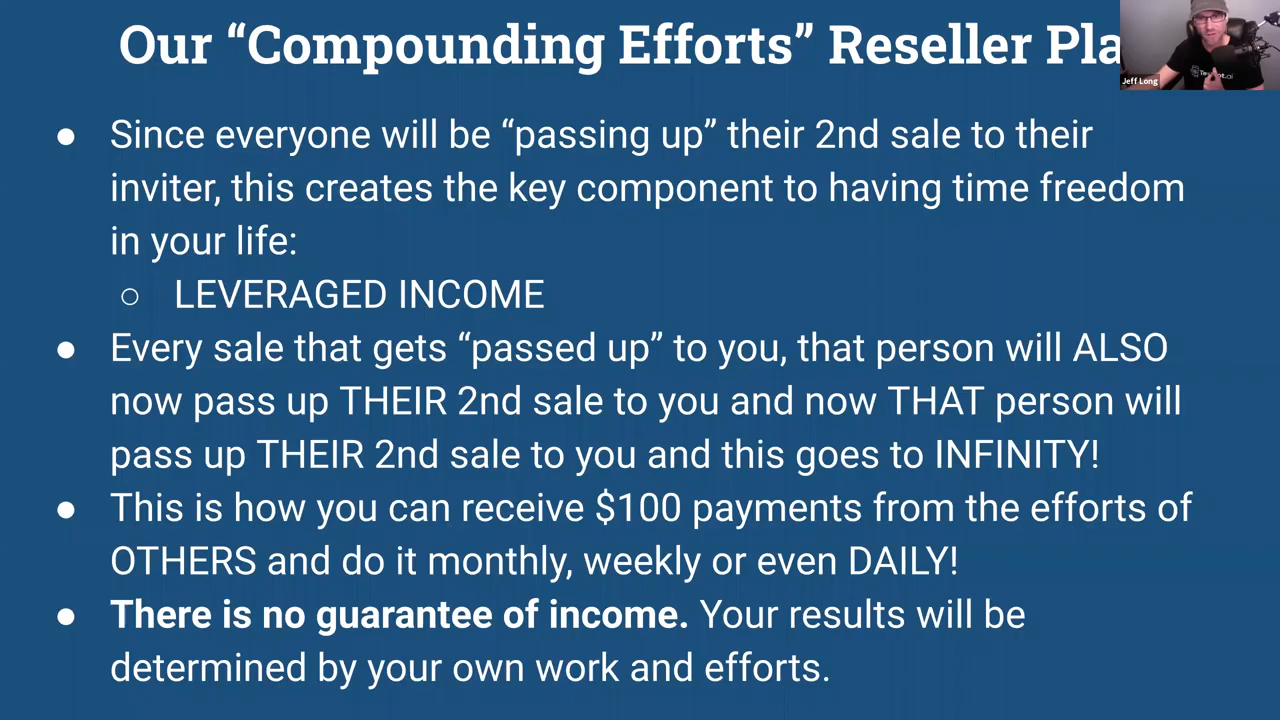 Our “Compounding Efforts” Reseller Pla
Jeff Long
● Since everyone will be “passing up” their 2nd sale to their
inviter, this creates the key component to having time freedom
in your life:
○ LEVERAGED INCOME
● Every sale that gets “passed up” to you, that person will ALSO
now pass up THEIR 2nd sale to you and now THAT person will
pass up THEIR 2nd sale to you and this goes to INFINITY!
● This is how you can receive $100 payments from the efforts of
OTHERS and do it monthly, weekly or even DAILY!
● There is no guarantee of income. Your results will be
determined by your own work and efforts.